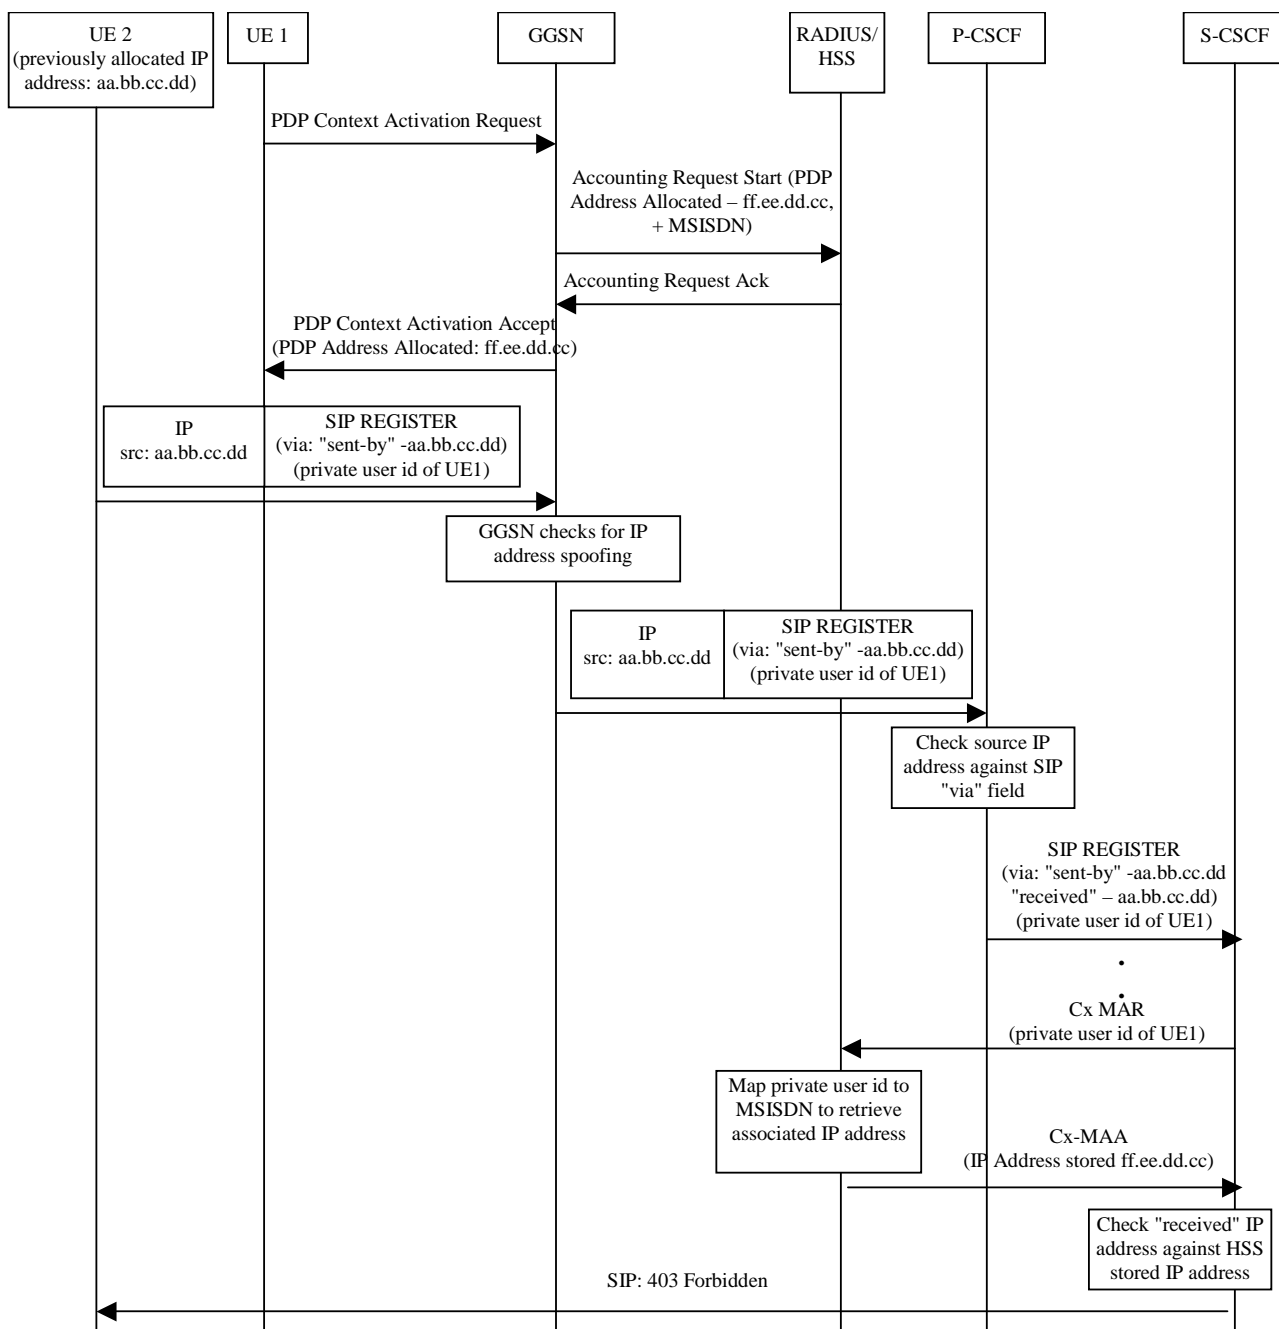 UE 2
(previously allocated IP
address: aa.bb.cc.dd)
UE 1
GGSN
RADIUS/
HSS
P-CSCF
S-CSCF
PDP Context Activation Request
Accounting Request Start (PDP
Address Allocated – ff.ee.dd.cc,
+ MSISDN)
Accounting Request Ack
PDP Context Activation Accept
(PDP Address Allocated: ff.ee.dd.cc)
IP
src: aa.bb.cc.dd
SIP REGISTER
(via: "sent-by" -aa.bb.cc.dd)
(private user id of UE1)
GGSN checks for IP
address spoofing
IP
src: aa.bb.cc.dd
SIP REGISTER
(via: "sent-by" -aa.bb.cc.dd)
(private user id of UE1)
Check source IP
address against SIP
"via" field
SIP REGISTER
(via: "sent-by" -aa.bb.cc.dd
"received" – aa.bb.cc.dd)
(private user id of UE1)
Cx MAR
(private user id of UE1)
Map private user id to
MSISDN to retrieve
associated IP address
Cx-MAA
(IP Address stored ff.ee.dd.cc)
Check "received" IP
address against HSS
stored IP address
SIP: 403 Forbidden